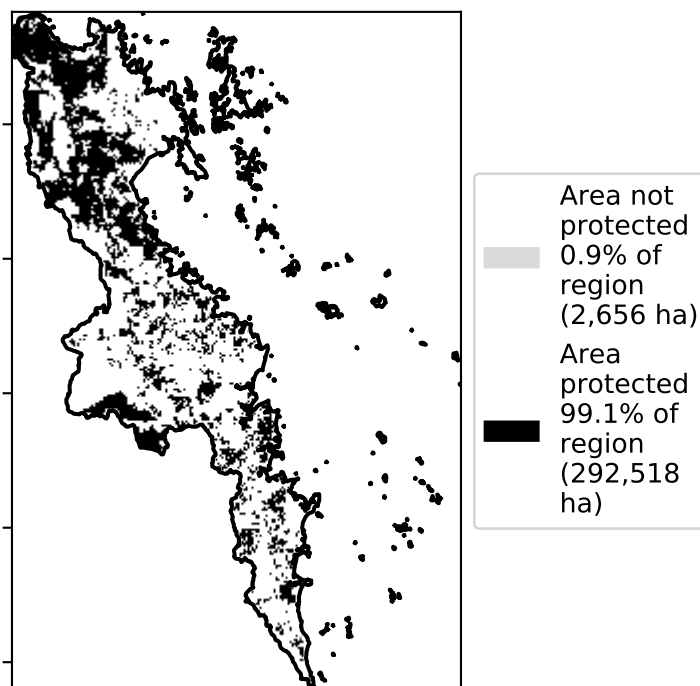 Area not
protected
0.9% of
region
(2,656 ha)
Area
protected
99.1% of
region
(292,518
ha)